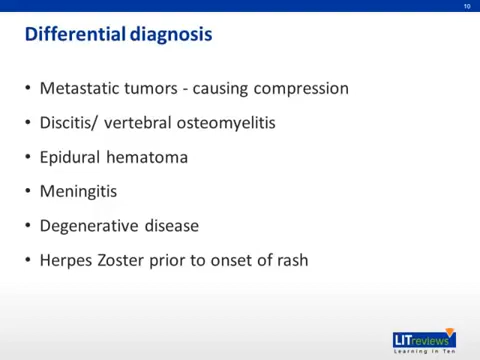 10
Differential diagnosis
• Metastatic tumors - causing compression
• Discitis/ vertebral osteomyelitis
• Epidural hematoma
• Meningitis
• Degenerative disease
• Herpes Zoster prior to onset of rash
LITreviews
Learning in Ten